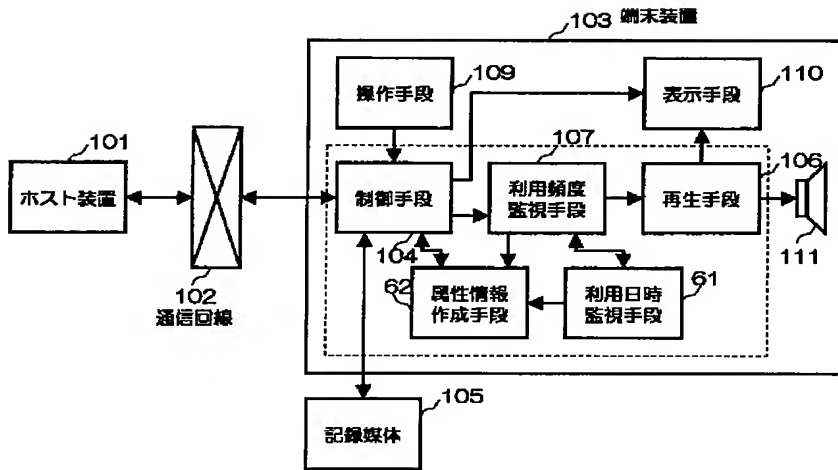 103 端末装置
109
操作手段
110
表示手段
101
ホスト装置
107
制御手段
利用頻度
監視手段
再生手段
106
104
111
102
通信回線
62
属性情報
作成手段
利用日時
監視手段
61
105
記録媒体